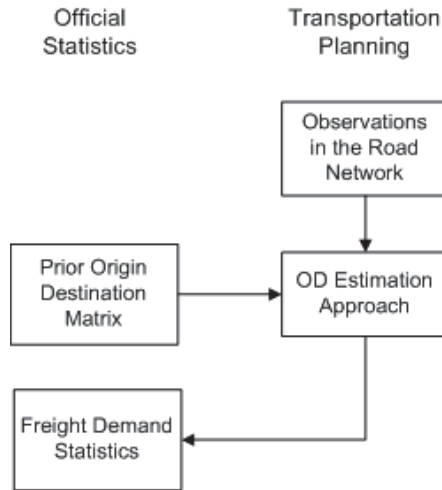 Official
Statistics
Transportation
Planning
Observations
in the Road
Network
Prior Origin
Destination
Matrix
OD Estimation
Approach
Freight Demand
Statistics